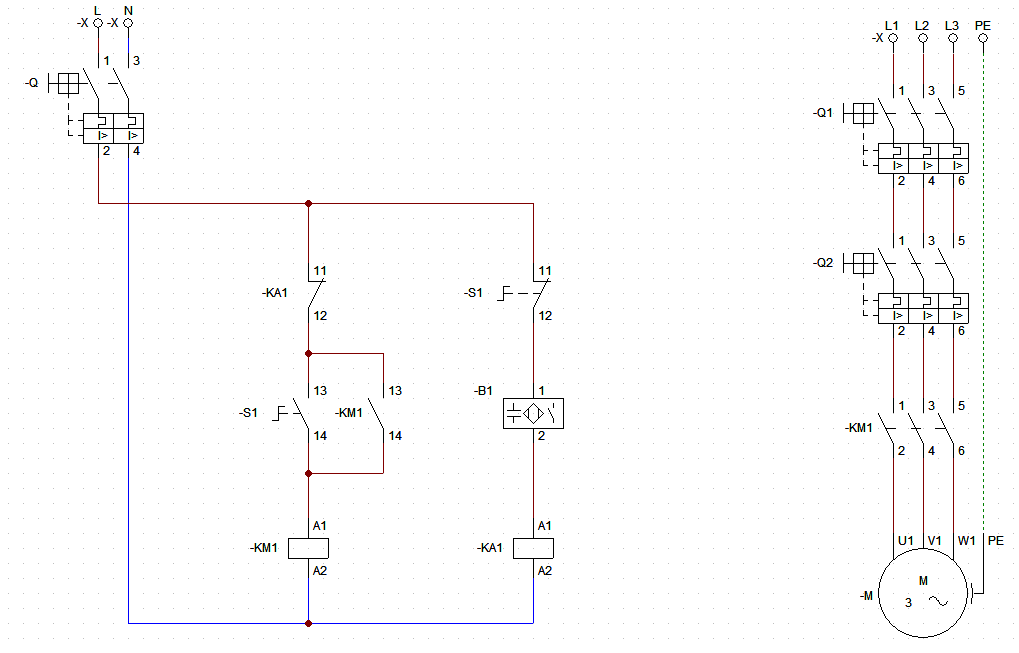 L N
-X -X
1 3
-Q
I> I>
2 4
11
-KA1
12
13 13
-S1 -KM1
14 14
A1
-KM1
A2
11
-S1
12
-B1 1
2
A1
-KA1
A2
L1 L2 L3 PE
-X
1 3 5
-Q1
I> I> I>
2 4 6
1 3 5
-Q2
I> I> I>
2 4 6
1 3 5
-KM1
2 4 6
U1 V1 W1 PE
M
-M
3